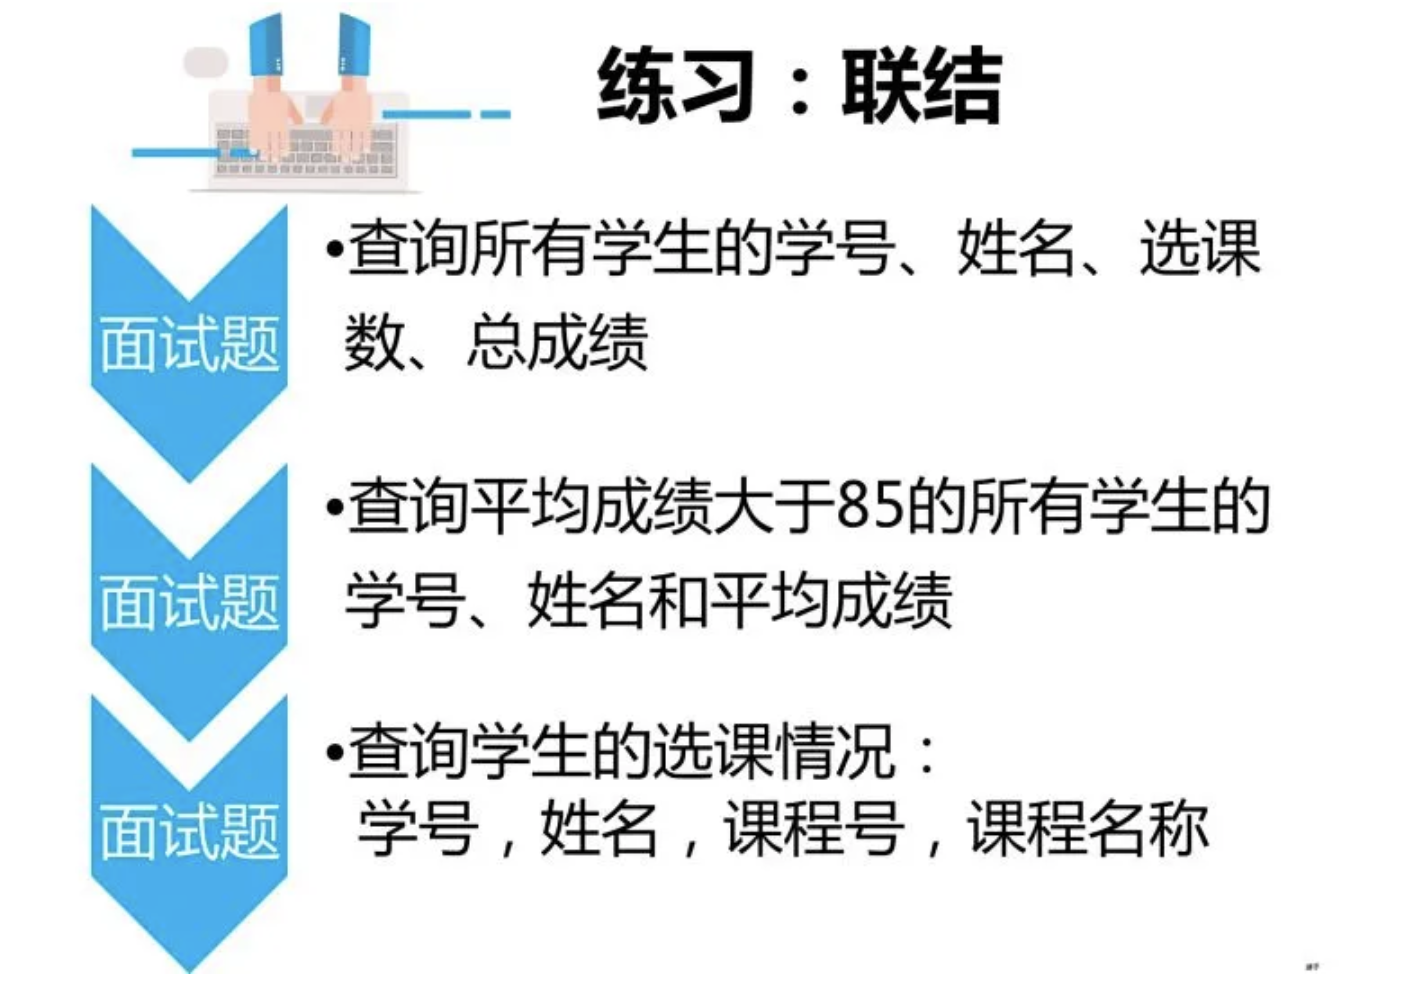 练习：联结
•查询所有学生的学号、姓名、选课
数、总成绩
面试题
•查询平均成绩大于85的所有学生的
学号、姓名和平均成绩
面试题
•查询学生的选课情况：
学号，姓名，课程号，课程名称
面试题